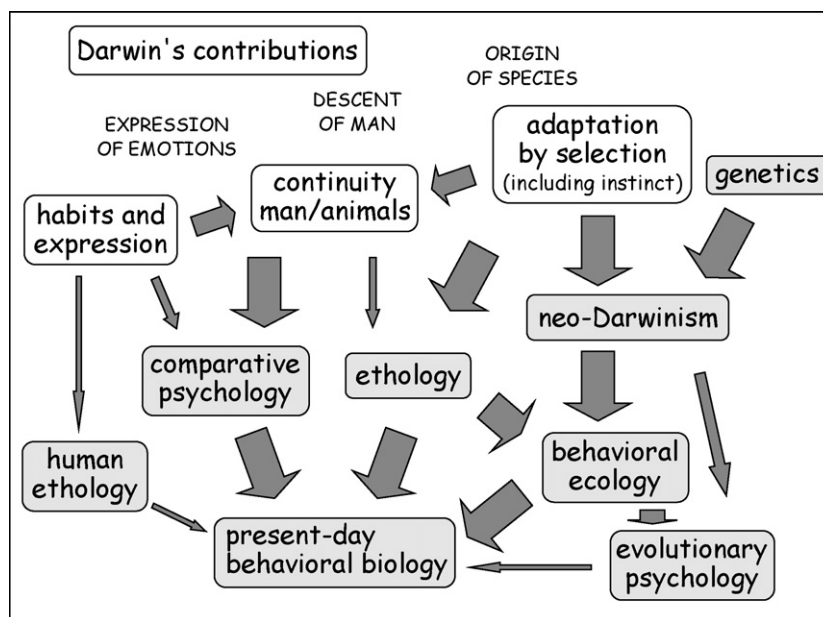 Darwin's contributions
ORIGIN
OF SPECIES
DESCENT
OF MAN
EXPRESSION
OF EMOTIONS
adaptation
by selection
(including instinct)
genetics
continuity
man/animals
habits and
expression
neo-Darwinism
comparative
psychology
ethology
human
ethology
behavioral
ecology
present-day
behavioral biology
evolutionary
psychology